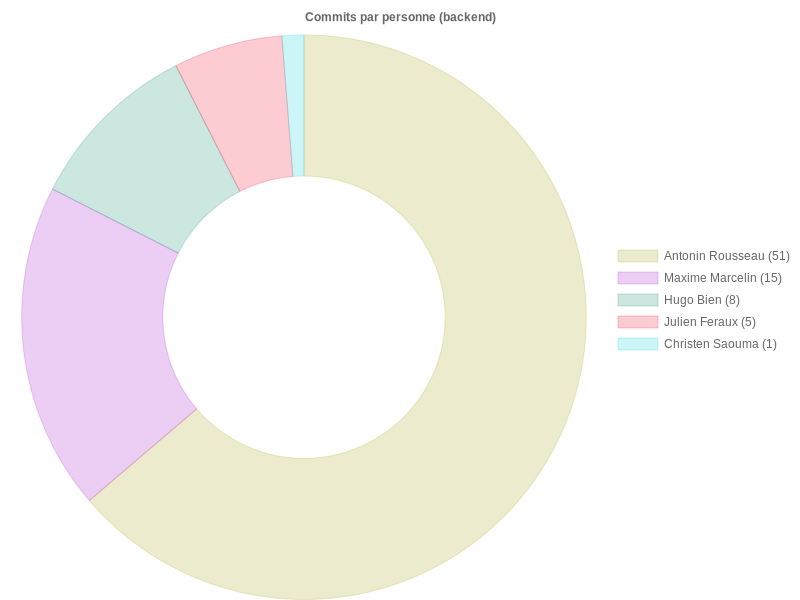 Commits par personne (backend)
Antonin Rousseau (51)
Maxime Marcelin (15)
Hugo Bien (8)
Julien Feraux (5)
Christen Saouma (1)